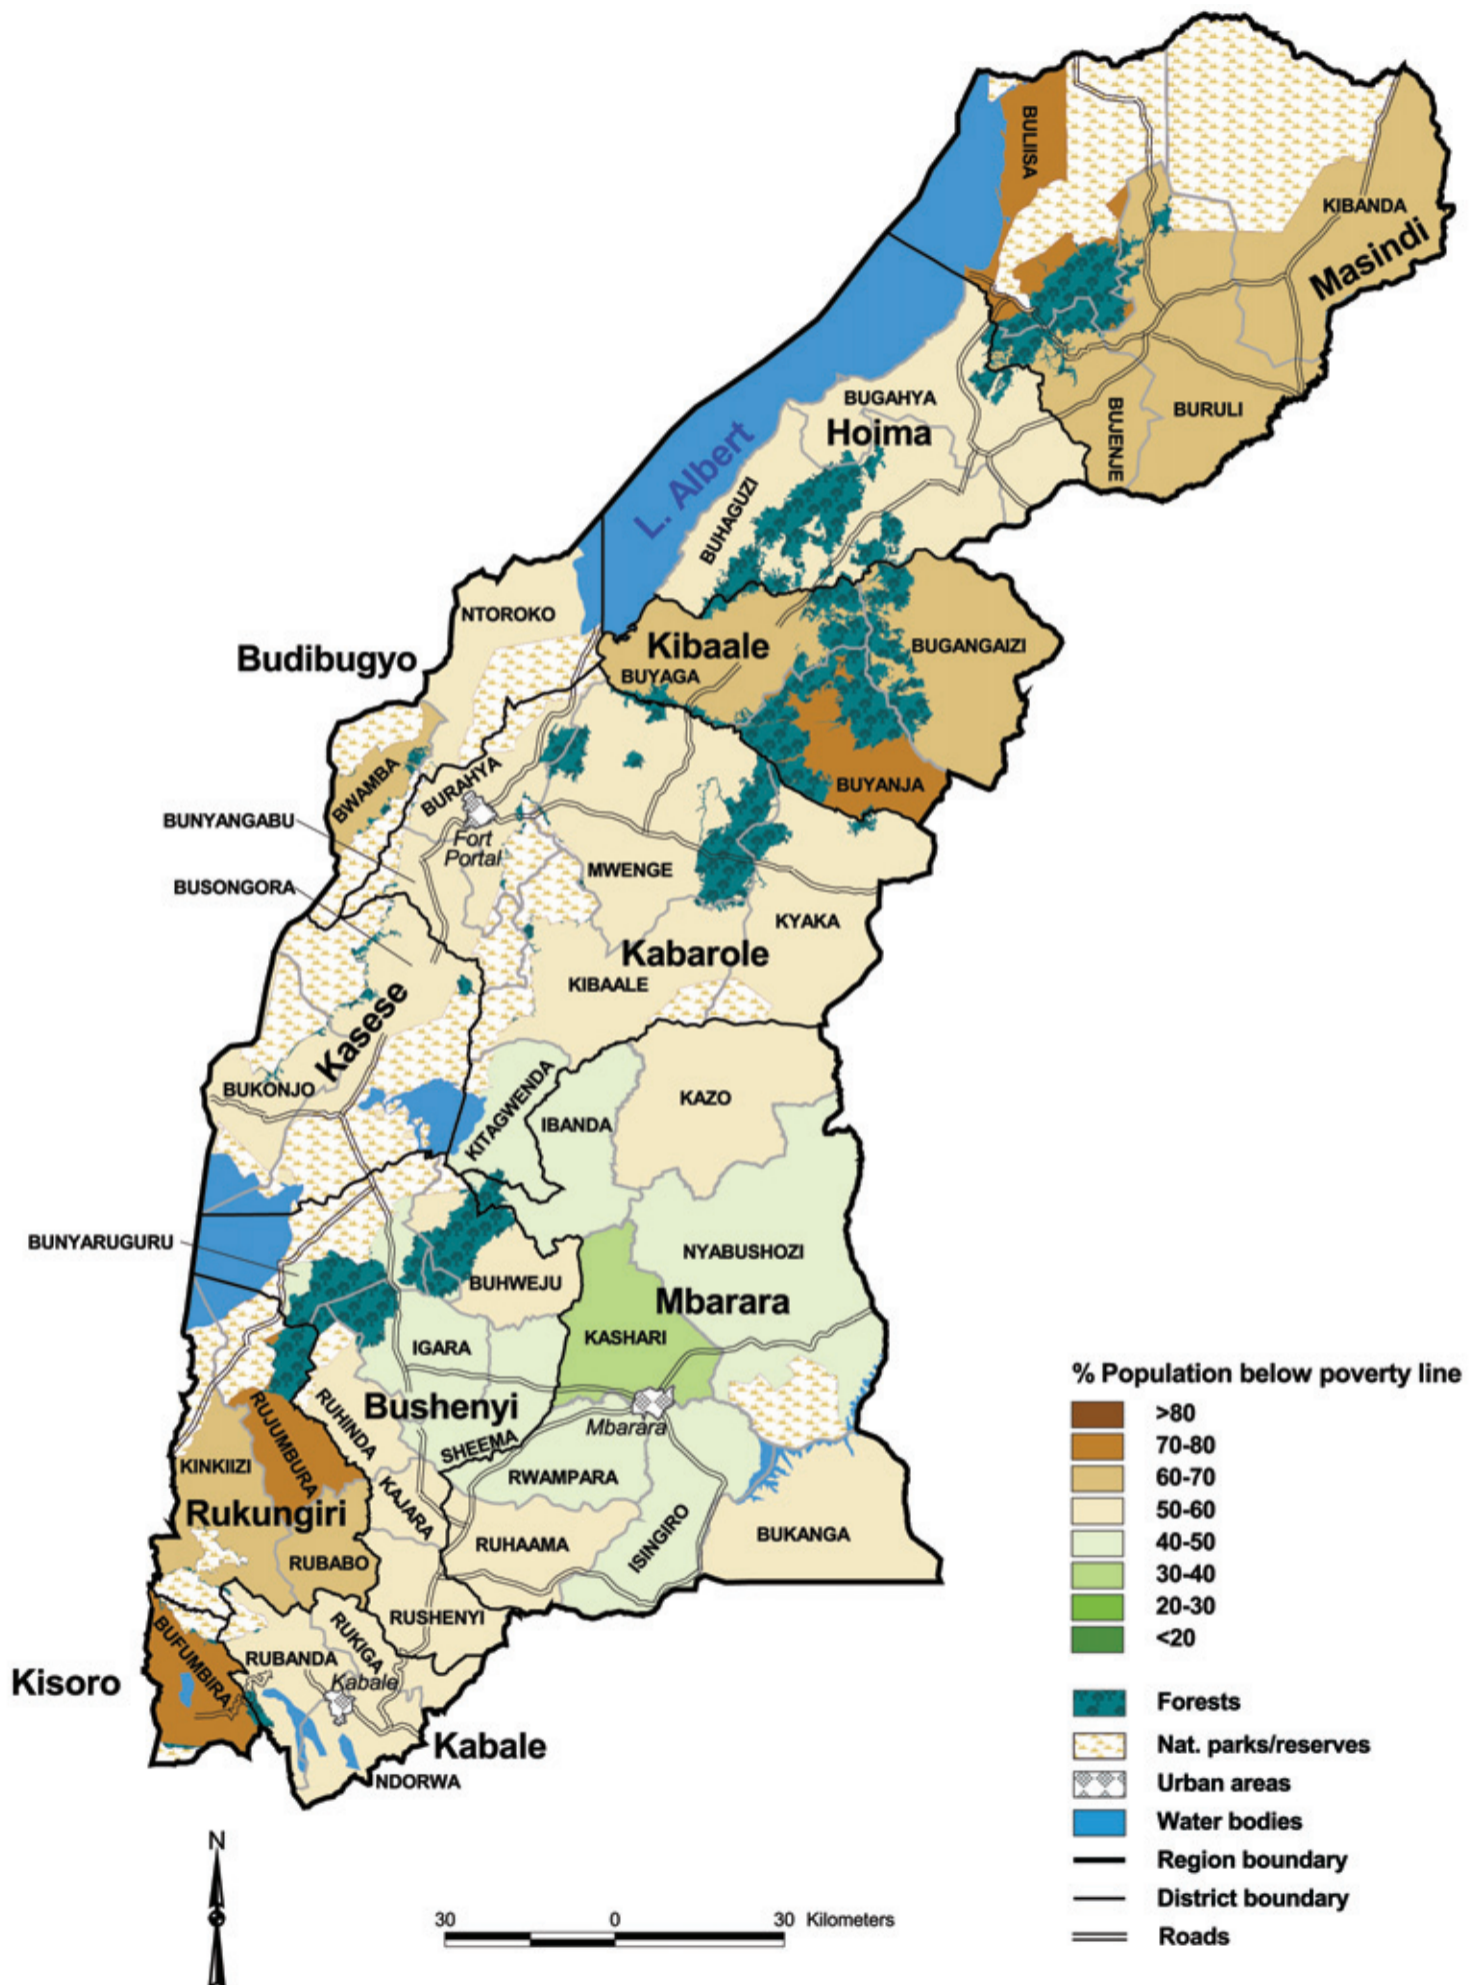 BULIISA
KIBANDA
Masindi
BUGAHYA
Hoima
BUJENJE
BURULI
L. Albert
BUHAGUZI
NTOROKO
Budibugyo
Kibaale
BUYAGA
BUGANGAIZI
BWAMBA
BURAHYA
BUYANJA
BUNYANGABU
Fort
Portal
MWENGE
BUSONGORA
KYAKA
Kabarole
KIBAALE
Kasese
BUKONJO
KITAGWENDA
IBANDA
KAZO
BUNYARUGURU
NYABUSHOZI
BUHWEJU
Mbarara
KASHARI
IGARA
Bushenyi
RUHINDA
RUJUMBURA
Mbarara
SHEEMA
KINKIIZI
RWAMPARA
KAJARA
Rukungiri
RUHAAMA
ISINGIRO
BUKANGA
RUBABO
RUSHENYI
RUKIGA
BUFUMBIRA
RUBANDA
Kabale
Kisoro
Kabale
NDORWA
% Population below poverty line
>80
70-80
60-70
50-60
40-50
30-40
20-30
<20
Forests
Nat. parks/reserves
Urban areas
Water bodies
Region boundary
District boundary
Roads
N
30 0 30 Kilometers